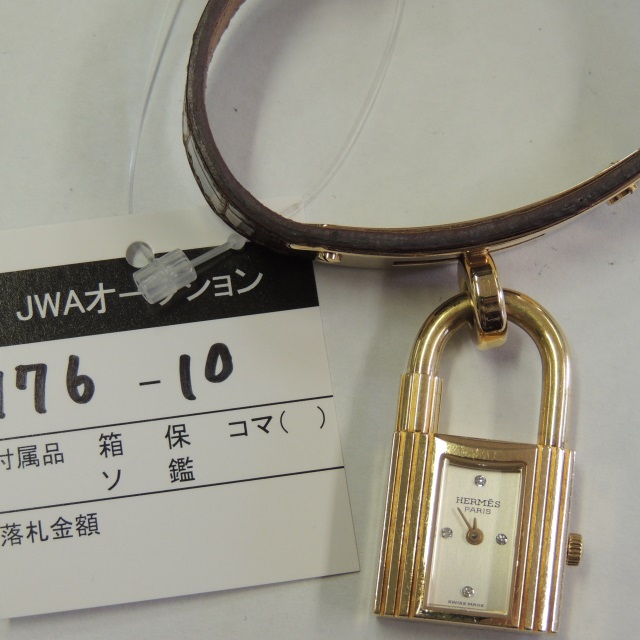 JWAオークション
176 - 10
付属品 箱 保 コマ( )
ソ 鑑
落札金額
HERMÈS
PARIS
SWISS MADE